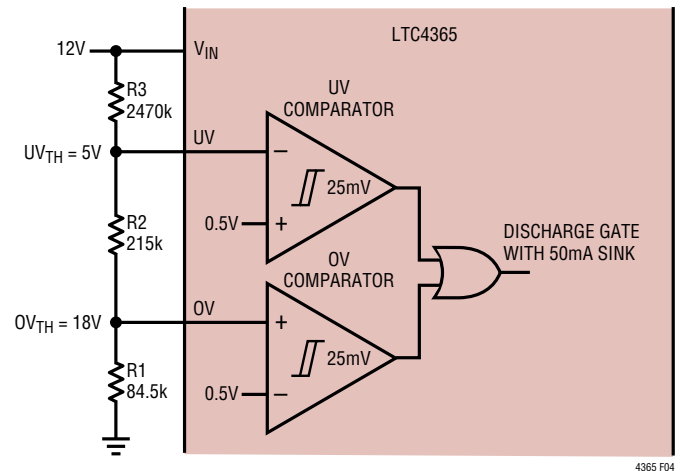 LTC4365
12V
V_IN
R3
2470k
UV
COMPARATOR
UV
UV_TH = 5V
−
25mV
0.5V
+
R2
215k
DISCHARGE GATE
WITH 50mA SINK
OV
COMPARATOR
OV
OV_TH = 18V
+
25mV
R1
84.5k
0.5V
−
4365 F04